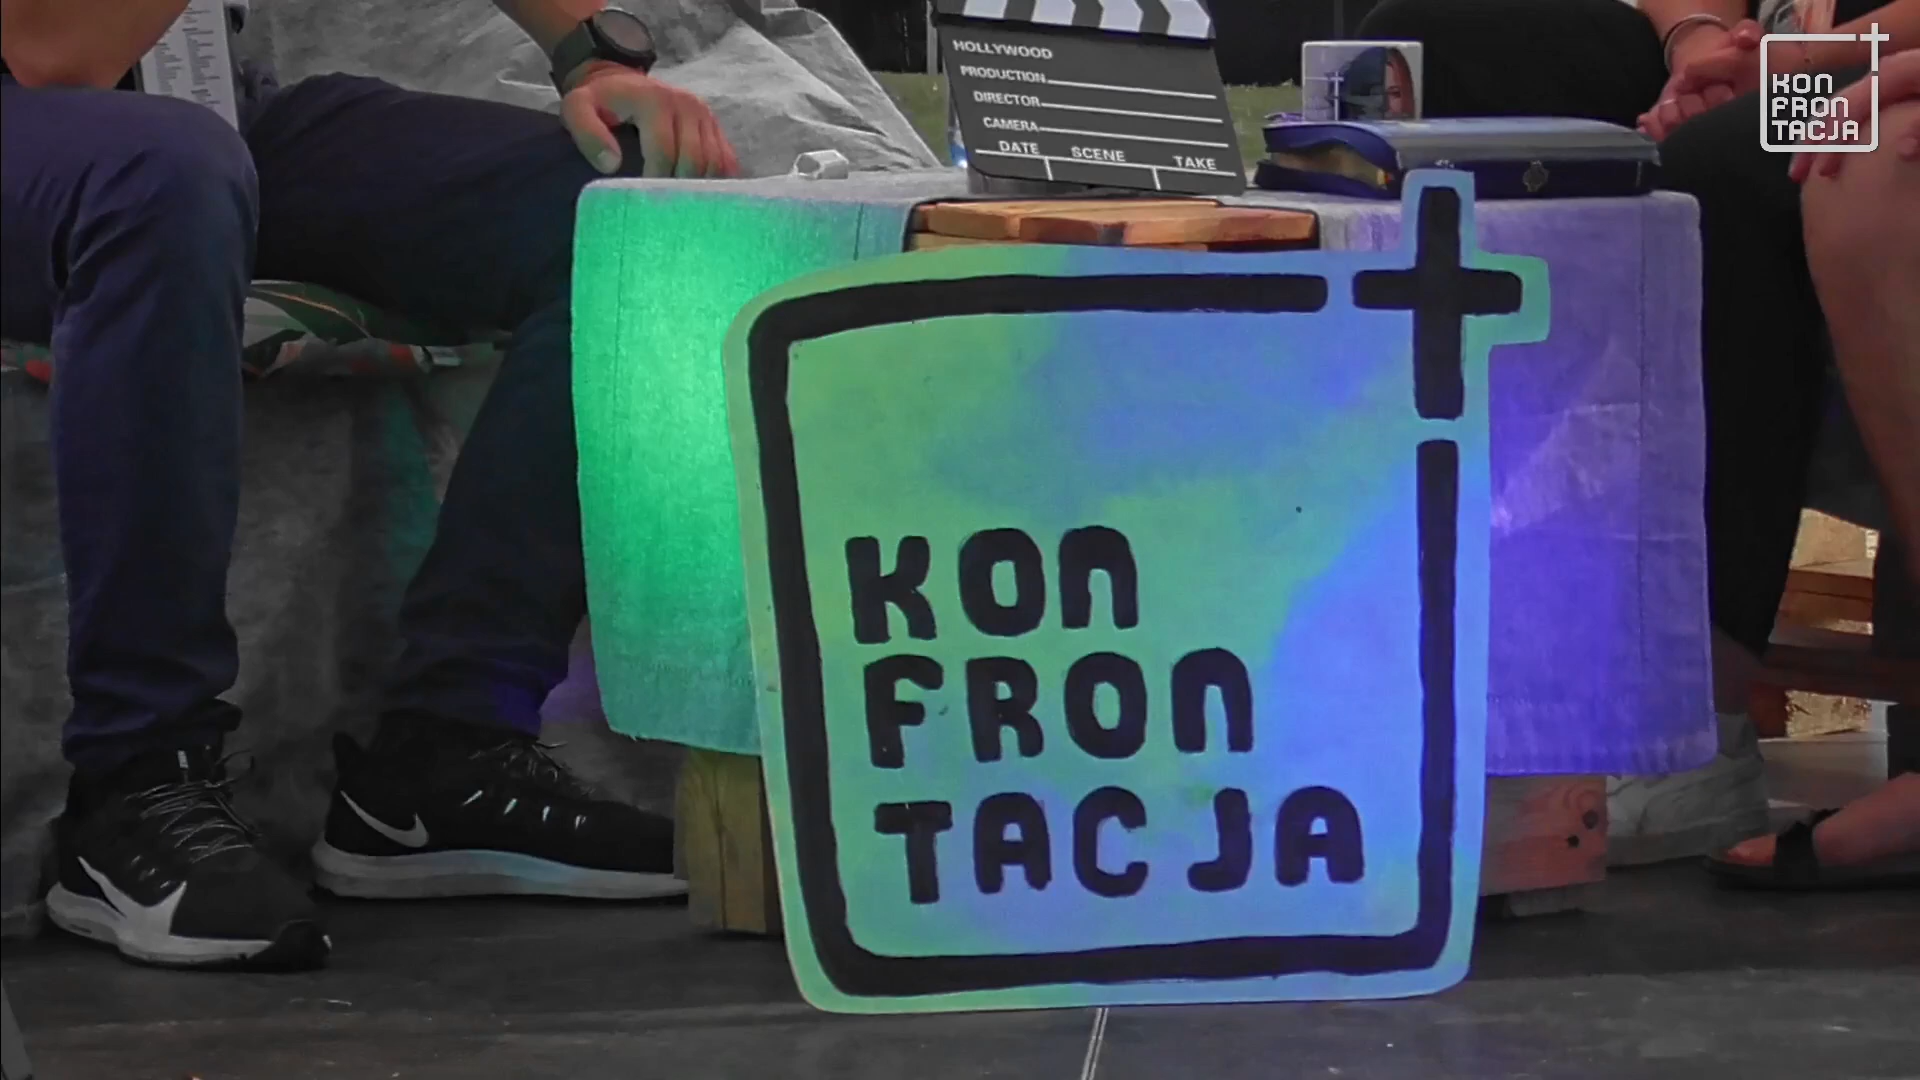 HOLLYWOOD
PRODUCTION
DIRECTOR
CAMERA
DATE SCENE TAKE
KON
FRON
TACJA
KON
FRON
TACJA